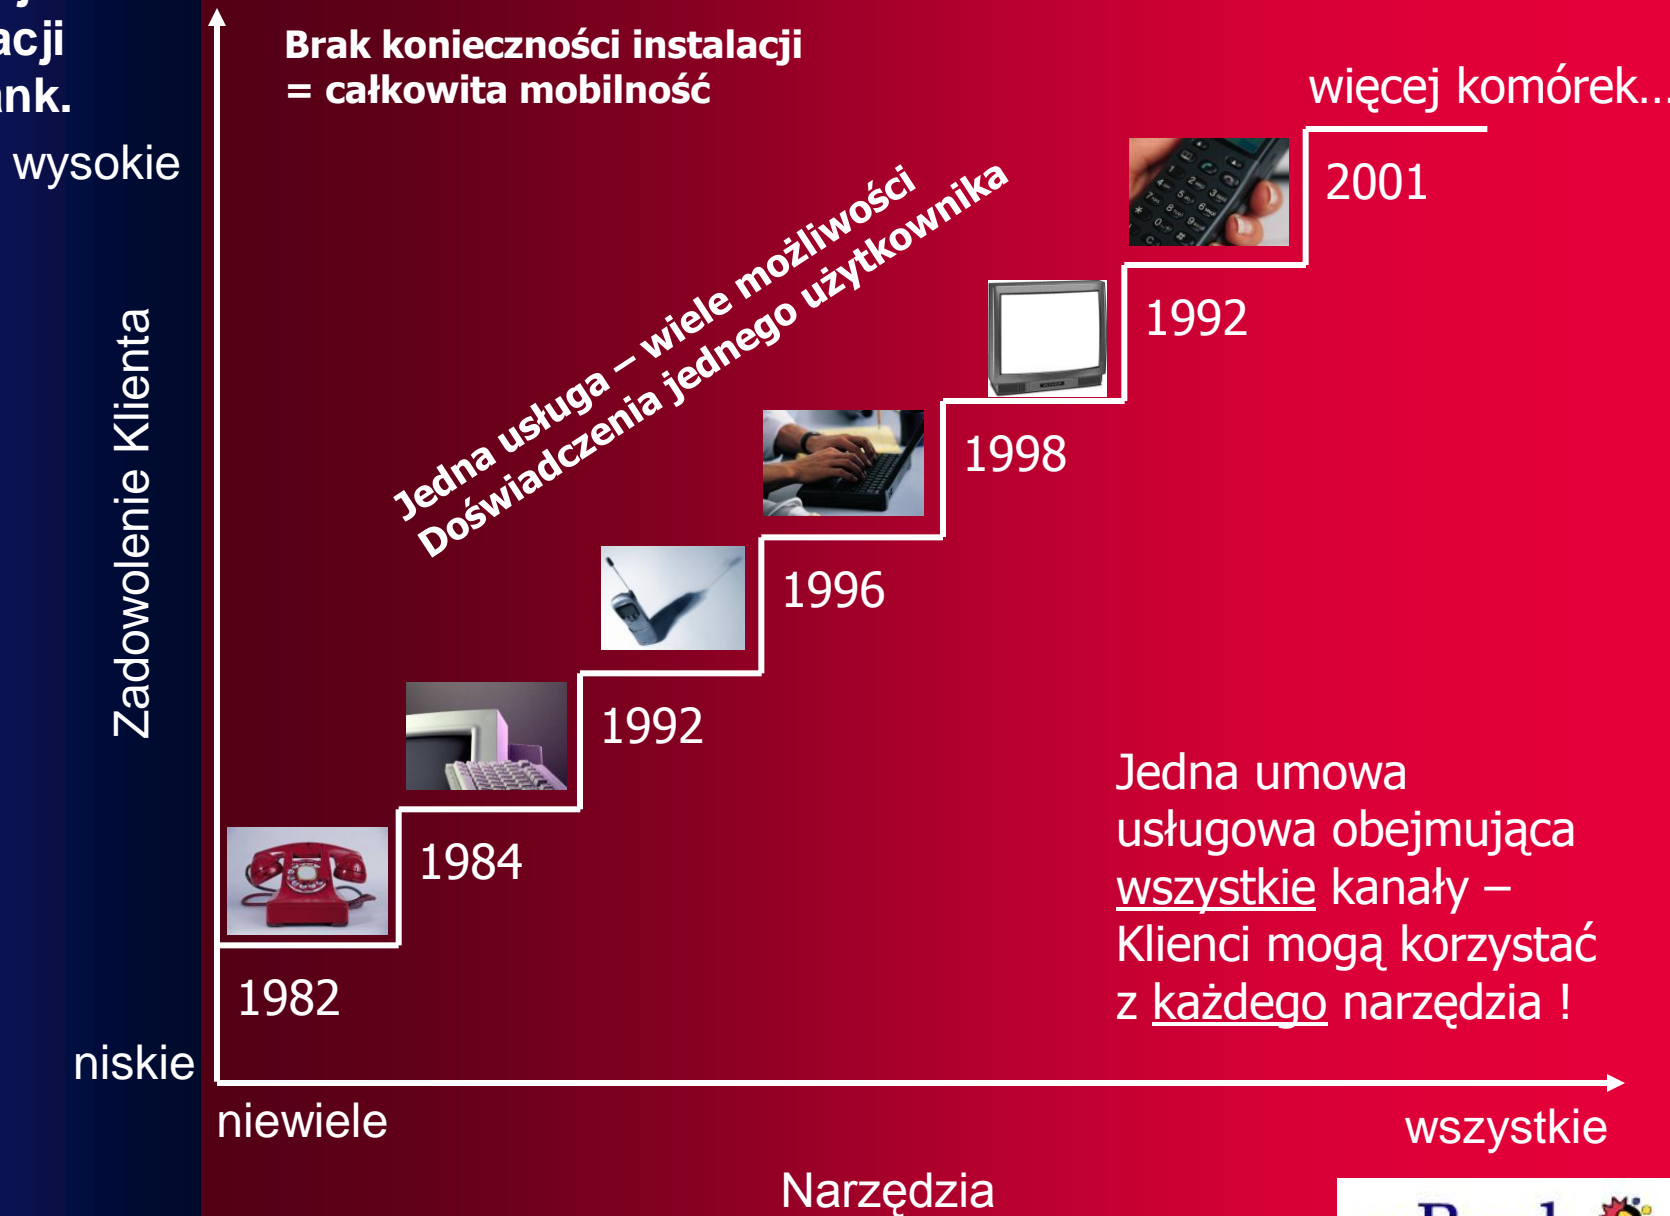 acji
ank.
Brak konieczności instalacji
= całkowita mobilność
więcej komórek...
wysokie
2001
Jedna usługa – wiele możliwości
Doświadczenia jednego użytkownika
1992
1998
1996
1992
1984
1982
Zadowolenie Klienta
Jedna umowa
usługowa obejmująca
wszystkie kanały –
Klienci mogą korzystać
z każdego narzędzia !
niskie
niewiele
wszystkie
Narzędzia